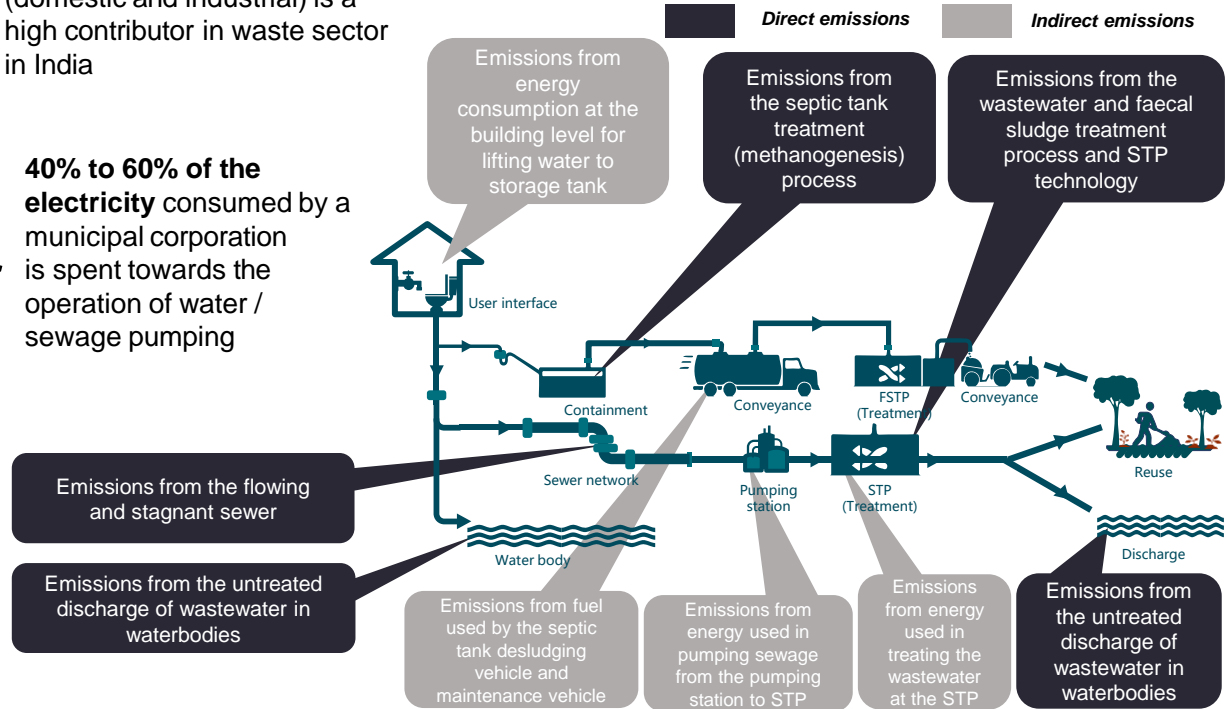 (domestic and industrial) is a
high contributor in waste sector
in India
40% to 60% of the
electricity consumed by a
municipal corporation
is spent towards the
operation of water /
sewage pumping
Direct emissions
Indirect emissions
Emissions from
energy
consumption at the
building level for
lifting water to
storage tank
Emissions from
the septic tank
treatment
(methanogenesis)
process
Emissions from the
wastewater and faecal
sludge treatment
process and STP
technology
User interface
Containment
Conveyance
FSTP
(Treatment)
Conveyance
Sewer network
Pumping
station
STP
(Treatment)
Reuse
Water body
Discharge
Emissions from the flowing
and stagnant sewer
Emissions from the untreated
discharge of wastewater in
waterbodies
Emissions from fuel
used by the septic
tank desludging
vehicle and
maintenance vehicle
Emissions from
energy used in
pumping sewage
from the pumping
station to STP
Emissions
from energy
used in
treating the
wastewater
at the STP
Emissions from
the untreated
discharge of
wastewater in
waterbodies